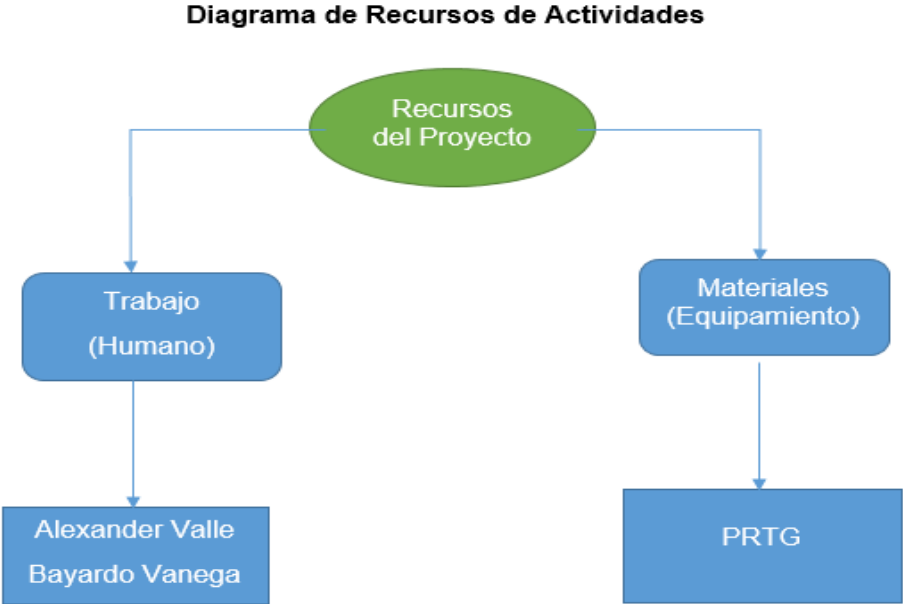 Diagrama de Recursos de Actividades
Recursos
del Proyecto
Trabajo
(Humano)
Materiales
(Equipamiento)
Alexander Valle
Bayardo Vanega
PRTG